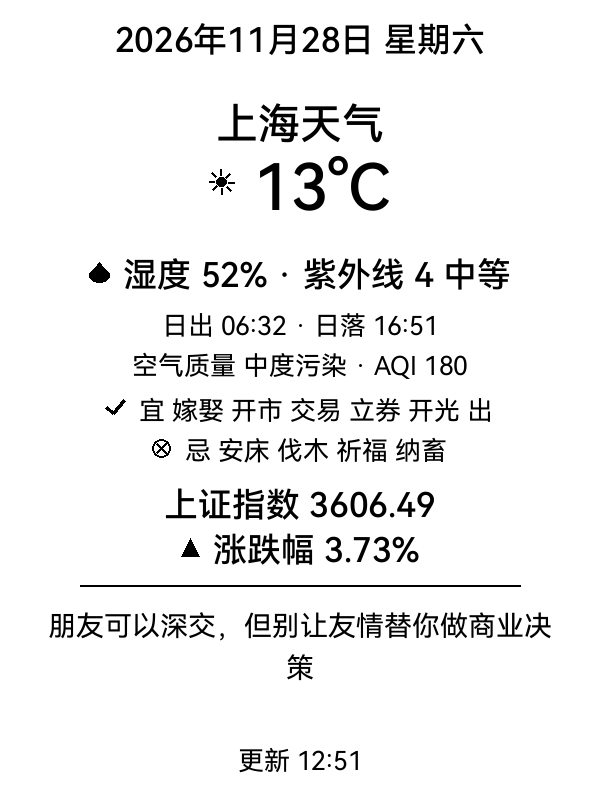 2026年11月28日 星期六
上海天气
13°C
湿度 52% · 紫外线 4 中等
日出 06:32 · 日落 16:51
空气质量 中度污染 · AQI 180
宜 嫁娶 开市 交易 立券 开光 出
忌 安床 伐木 祈福 纳畜
上证指数 3606.49
▲ 涨跌幅 3.73%
朋友可以深交，但别让友情替你做商业决
策
更新 12:51